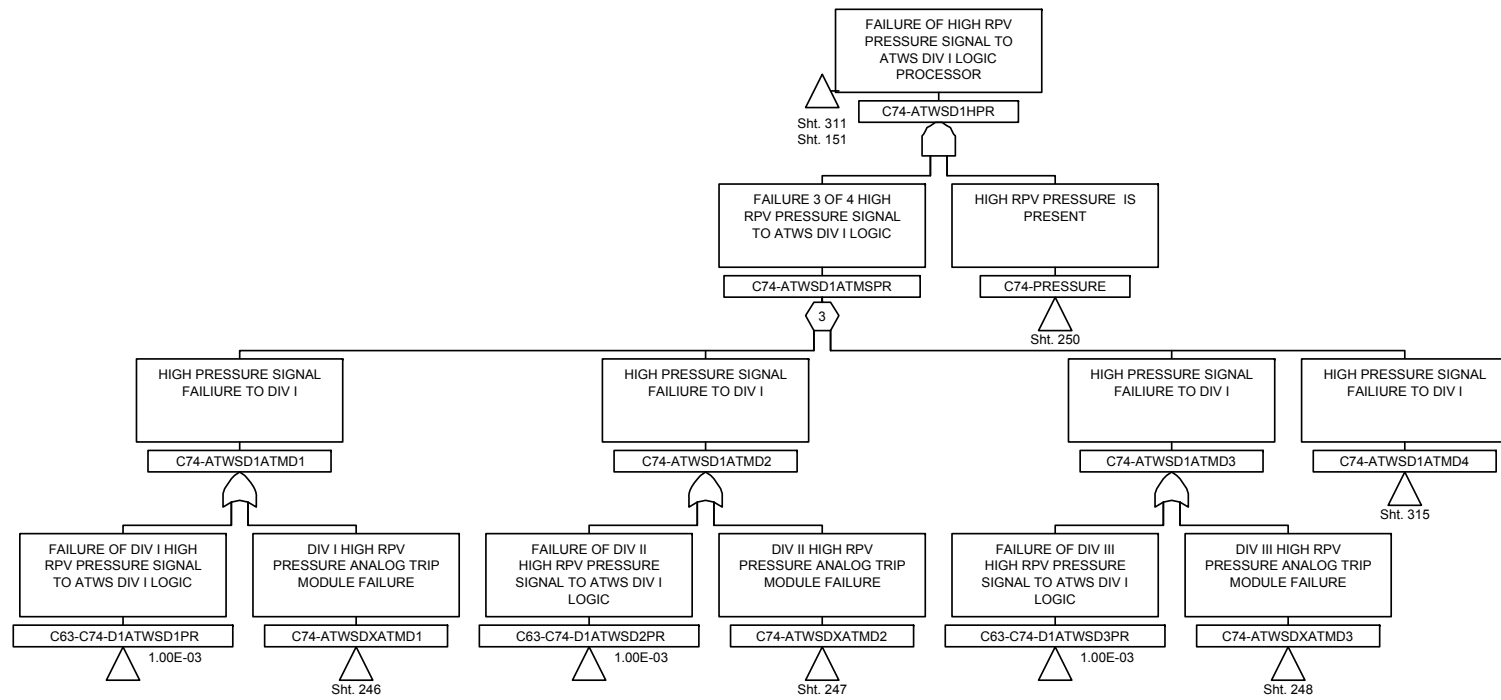 FAILURE OF HIGH RPV
PRESSURE SIGNAL TO
ATWS DIV I LOGIC
PROCESSOR
C74-ATWSD1HPR
Sht. 311
Sht. 151
FAILURE 3 OF 4 HIGH
RPV PRESSURE SIGNAL
TO ATWS DIV I LOGIC
C74-ATWSD1ATMSPR
3
HIGH RPV PRESSURE IS
PRESENT
C74-PRESSURE
Sht. 250
HIGH PRESSURE SIGNAL
FAILIURE TO DIV I
C74-ATWSD1ATMD1
HIGH PRESSURE SIGNAL
FAILIURE TO DIV I
C74-ATWSD1ATMD2
HIGH PRESSURE SIGNAL
FAILIURE TO DIV I
C74-ATWSD1ATMD3
HIGH PRESSURE SIGNAL
FAILIURE TO DIV I
C74-ATWSD1ATMD4
Sht. 315
FAILURE OF DIV I HIGH
RPV PRESSURE SIGNAL
TO ATWS DIV I LOGIC
C63-C74-D1ATWSD1PR
1.00E-03
DIV I HIGH RPV
PRESSURE ANALOG TRIP
MODULE FAILURE
C74-ATWSDXATMD1
Sht. 246
FAILURE OF DIV II
HIGH RPV PRESSURE
SIGNAL TO ATWS DIV I
LOGIC
C63-C74-D1ATWSD2PR
1.00E-03
DIV II HIGH RPV
PRESSURE ANALOG TRIP
MODULE FAILURE
C74-ATWSDXATMD2
Sht. 247
FAILURE OF DIV III
HIGH RPV PRESSURE
SIGNAL TO ATWS DIV I
LOGIC
C63-C74-D1ATWSD3PR
1.00E-03
DIV III HIGH RPV
PRESSURE ANALOG TRIP
MODULE FAILURE
C74-ATWSDXATMD3
Sht. 248